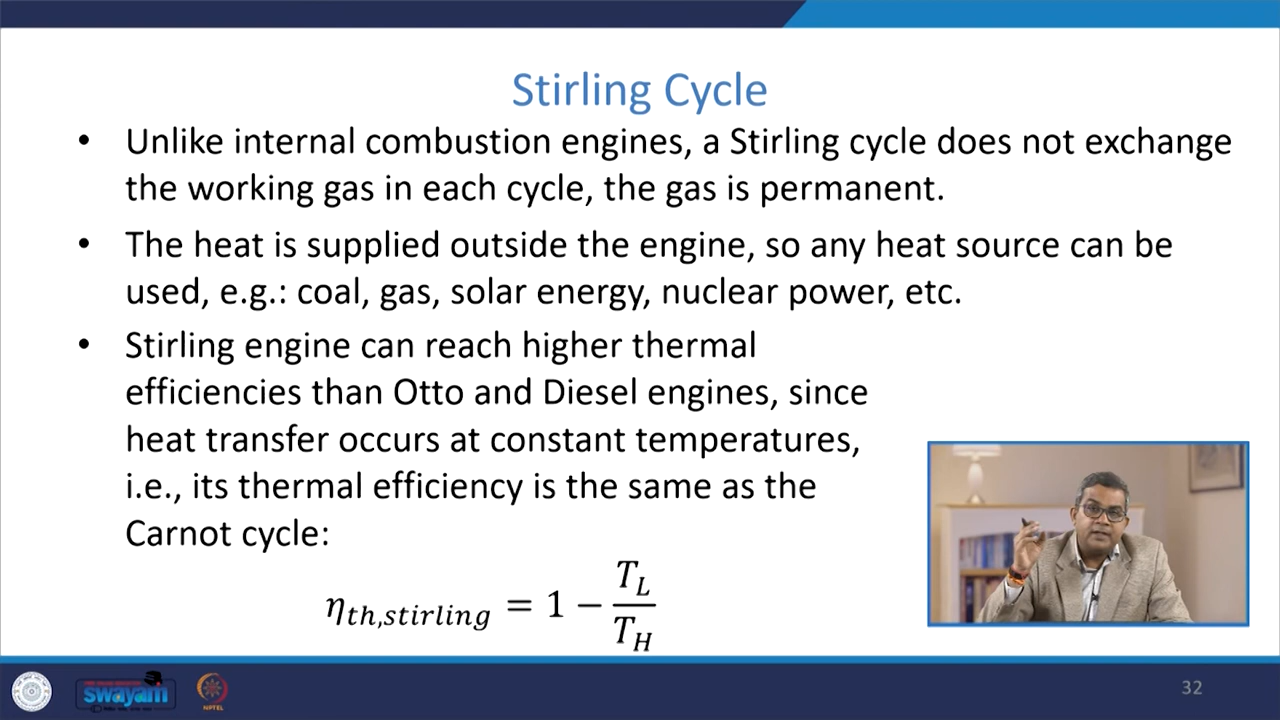 Stirling Cycle
• Unlike internal combustion engines, a Stirling cycle does not exchange
the working gas in each cycle, the gas is permanent.
• The heat is supplied outside the engine, so any heat source can be
used, e.g.: coal, gas, solar energy, nuclear power, etc.
• Stirling engine can reach higher thermal
efficiencies than Otto and Diesel engines, since
heat transfer occurs at constant temperatures,
i.e., its thermal efficiency is the same as the
Carnot cycle:
η_{th,stirling} = 1 − T_L / T_H
swayam
NPTEL
32